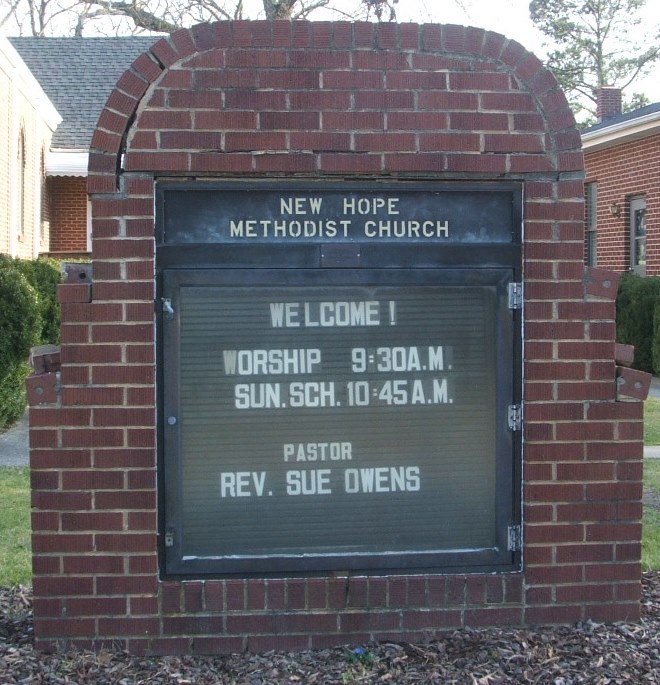 NEW HOPE
METHODIST CHURCH
WELCOME!
WORSHIP 9:30A.M.
SUN. SCH. 10:45A.M.
PASTOR
REV. SUE OWENS